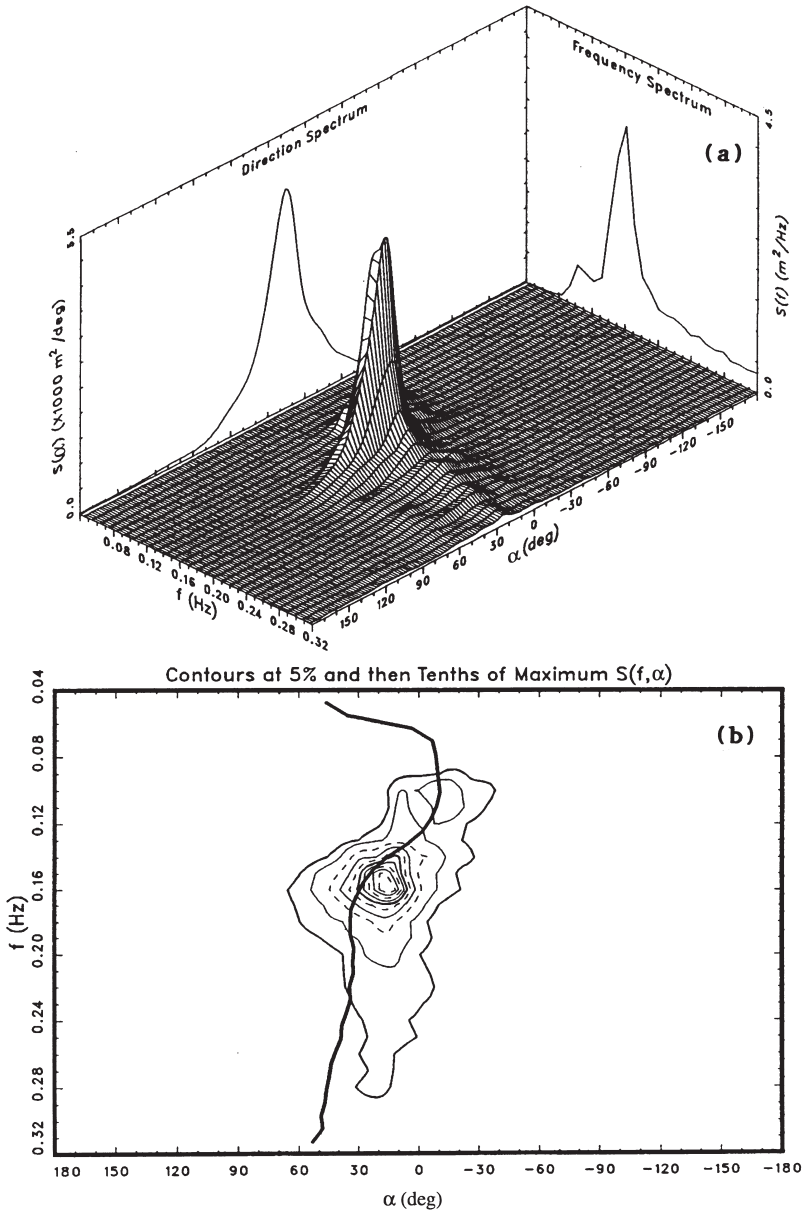 Direction Spectrum
Frequency Spectrum
(a)
4.5
S(f) (m²/Hz)
0.0
5.5
S(α) (x1000 m²/deg)
0.0
0.08 0.12 0.16 0.20 0.24 0.28 0.32
f (Hz)
150 120 90 60 30 0 -30 -60 -90 -120 -150
α (deg)
Contours at 5% and then Tenths of Maximum S(f,α)
(b)
0.04
0.08
0.12
0.16
0.20
0.24
0.28
0.32
f (Hz)
180 150 120 90 60 30 0 -30 -60 -90 -120 -150 -180
α (deg)